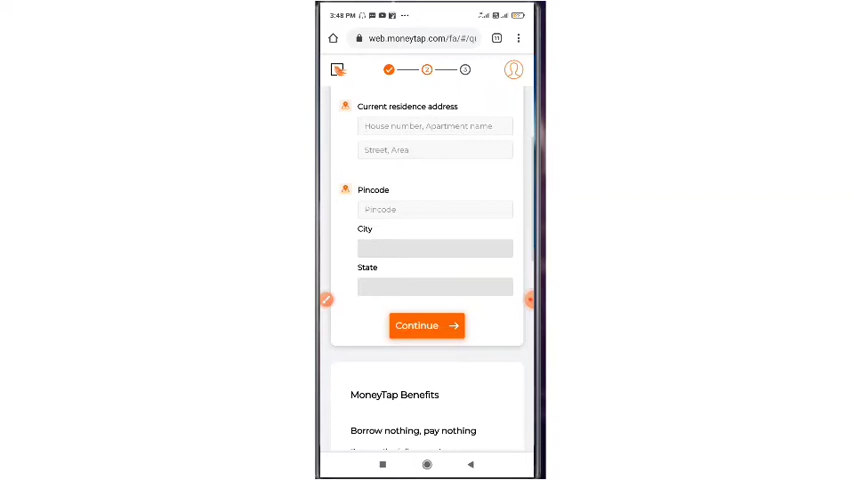 3:48 PM
11
web.moneytap.com/fa/#/qu
2
3
Current residence address
House number, Apartment name
Street, Area
Pincode
Pincode
City
State
Continue
MoneyTap Benefits
Borrow nothing, pay nothing